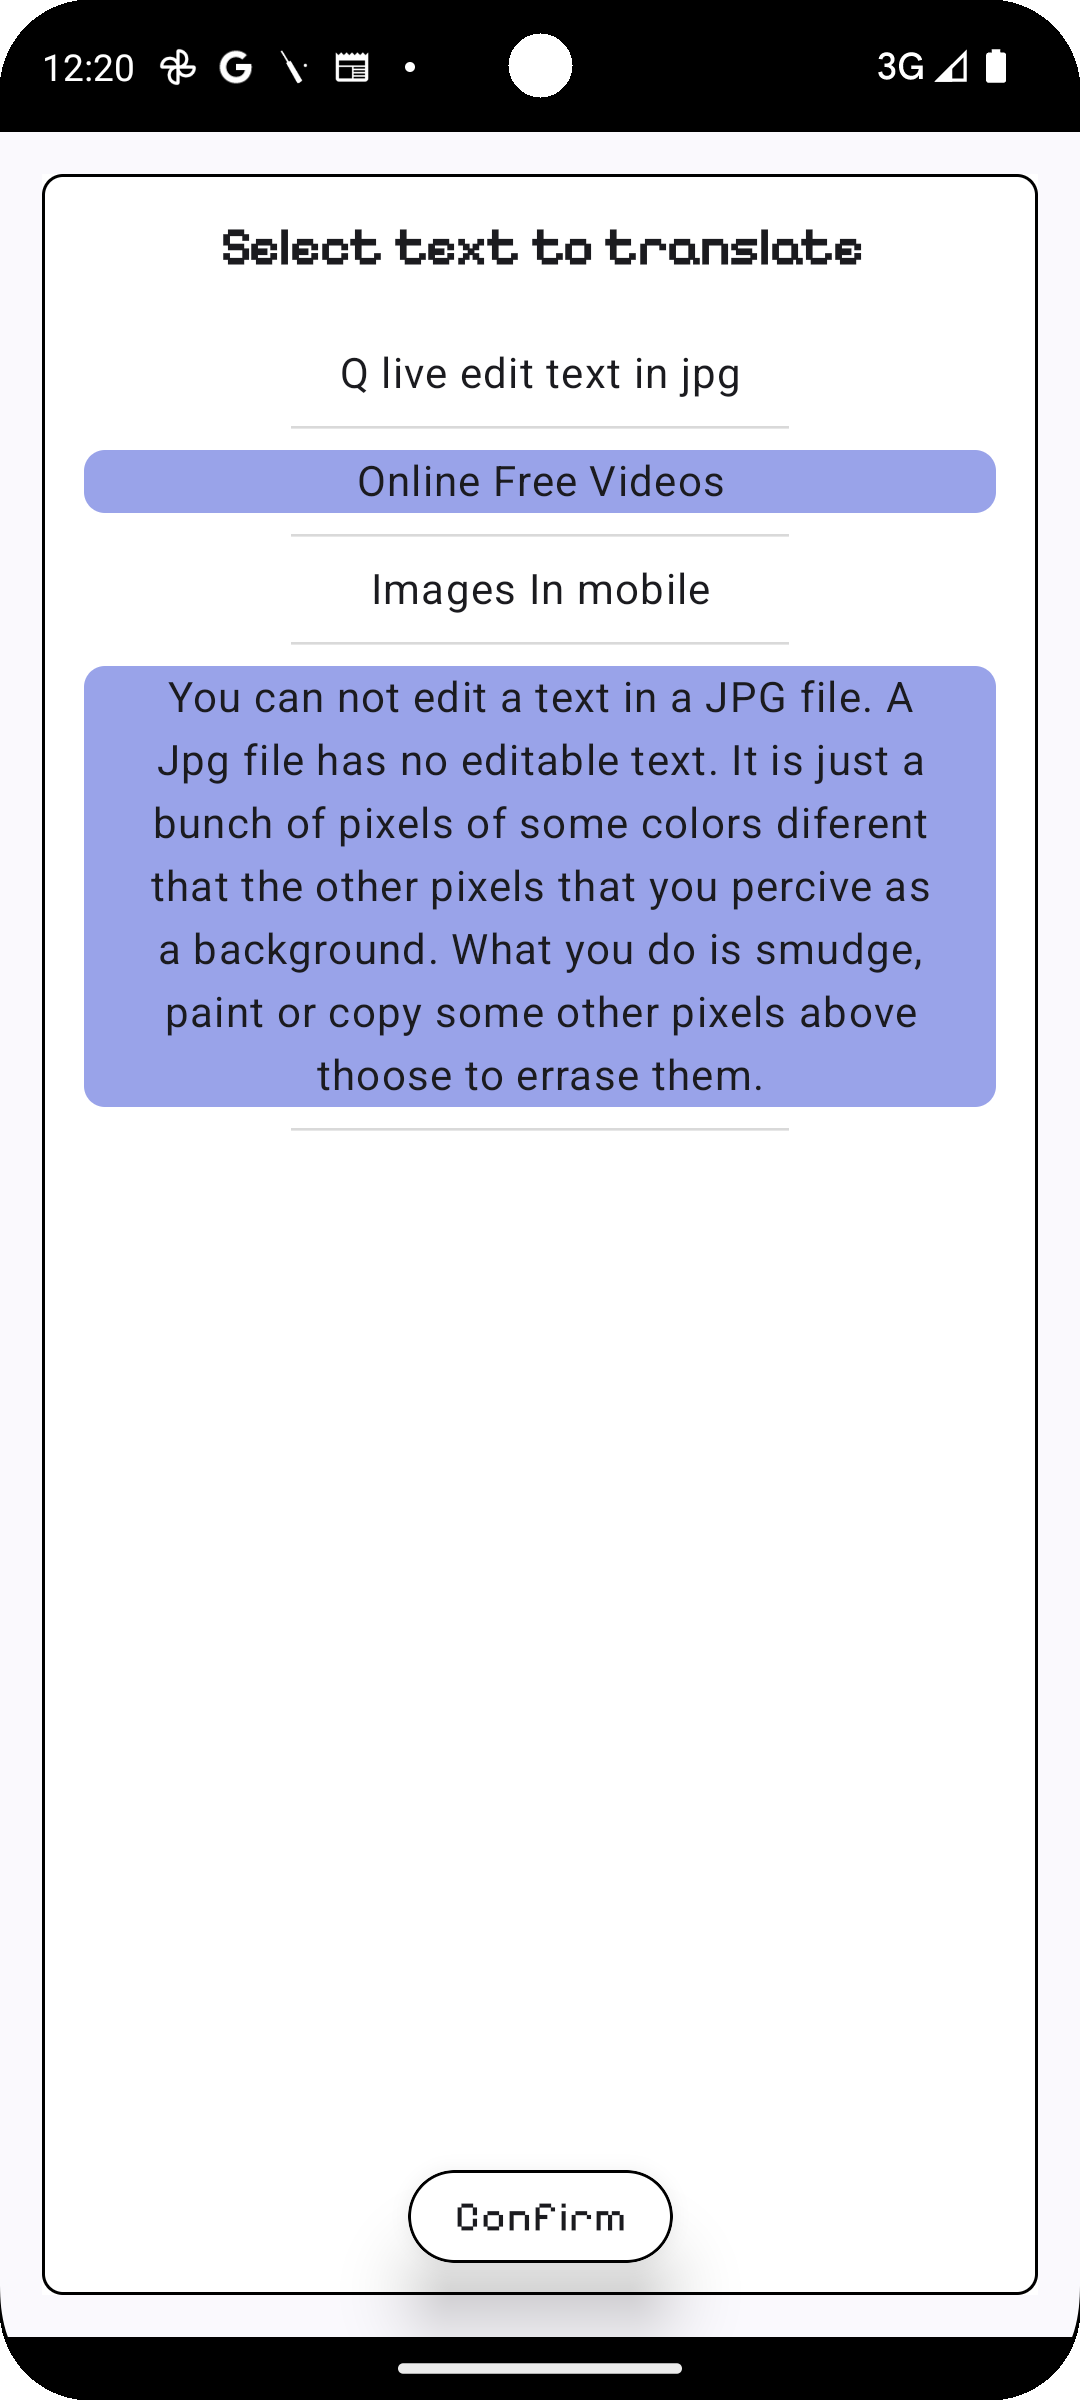 12:20
3G
Select text to translate
Q live edit text in jpg
Online Free Videos
Images In mobile
You can not edit a text in a JPG file. A
Jpg file has no editable text. It is just a
bunch of pixels of some colors diferent
that the other pixels that you percive as
a background. What you do is smudge,
paint or copy some other pixels above
thoose to errase them.
Confirm